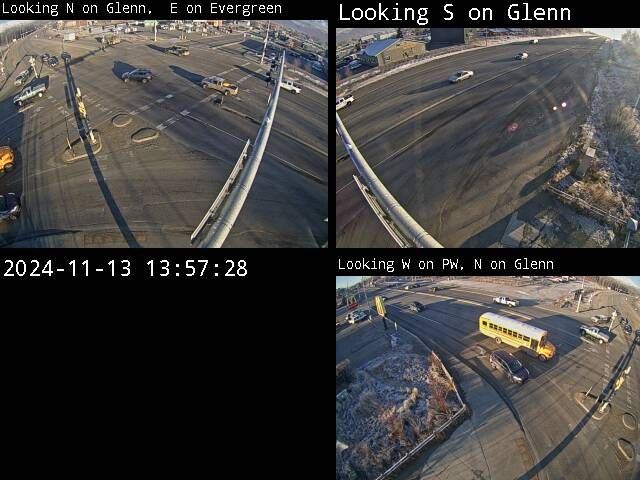 Looking N on Glenn,  E on Evergreen
Looking S on Glenn
2024-11-13 13:57:28
Looking W on PW, N on Glenn